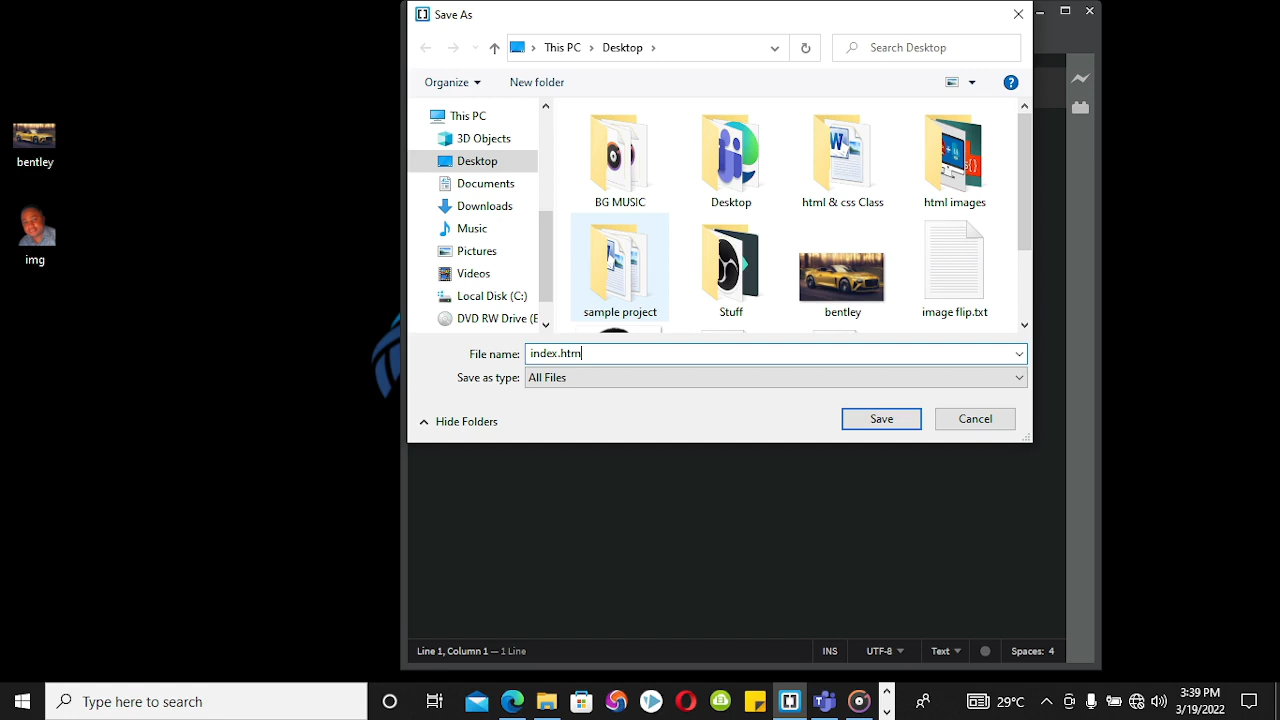 Save As
This PC
Desktop
Search Desktop
Organize
New folder
This PC
3D Objects
Desktop
Documents
Downloads
Music
Pictures
Videos
Local Disk (C:)
DVD RW Drive (E
BG MUSIC
Desktop
html & css Class
html images
sample project
Stuff
bentley
image flip.txt
File name: index.htm
Save as type: All Files
Hide Folders
Save
Cancel
bentley
img
Line 1, Column 1 — 1 Line
INS
UTF-8
Text
Spaces: 4
Type here to search
29°C
3:39 PM
3/19/2022